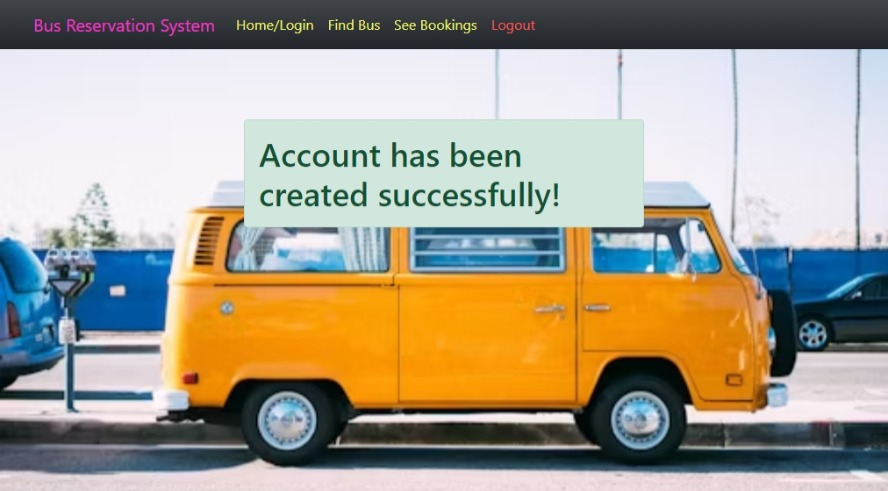 Bus Reservation System Home/Login Find Bus See Bookings Logout
Account has been
created successfully!